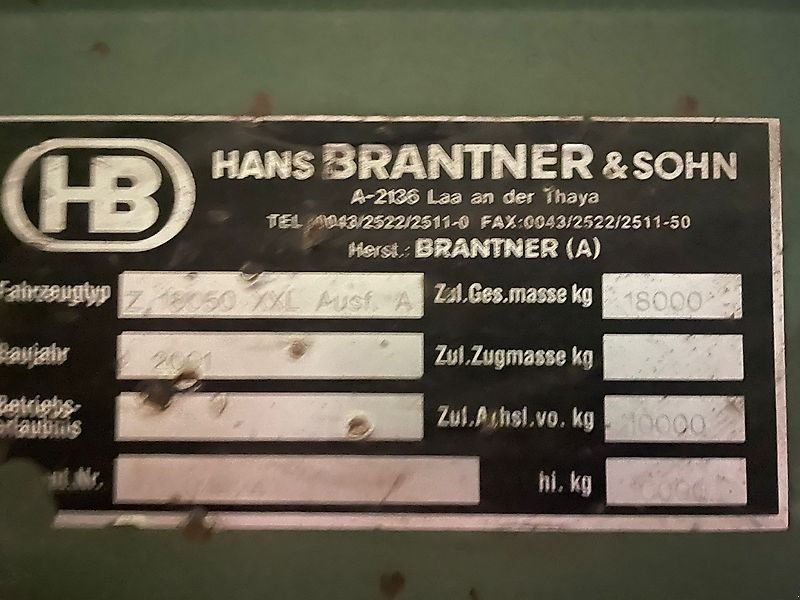 HB
HANS BRANTNER & SOHN
A-2136 Laa an der Thaya
TEL.:0043/2522/2511-0 FAX:0043/2522/2511-50
Herst.: BRANTNER (A)
Fahrzeugtyp Z 18050 XXL Ausf. A Zul.Ges.masse kg 18000
Baujahr 2001 Zul.Zugmasse kg
Betriebs-
erlaubnis Zul.Achsl.vo. kg 10000
hi. kg